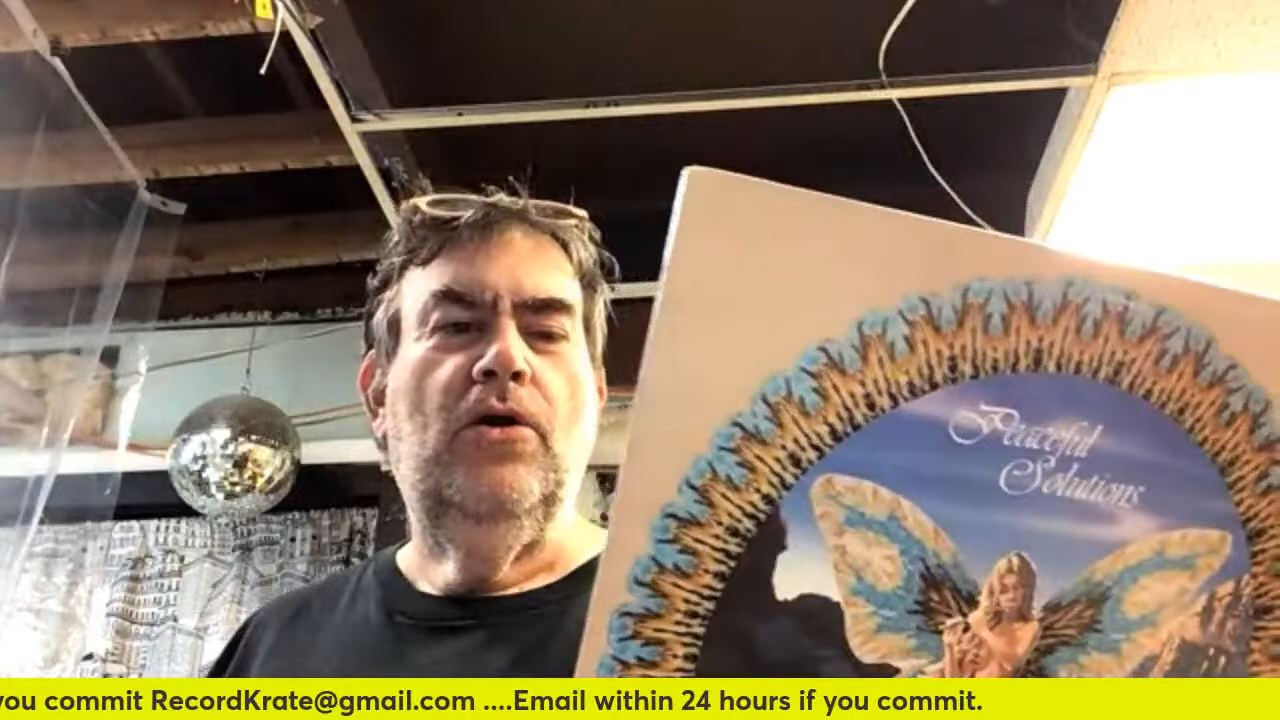 Peaceful
Solutions
you commit RecordKrate@gmail.com ....Email within 24 hours if you commit.